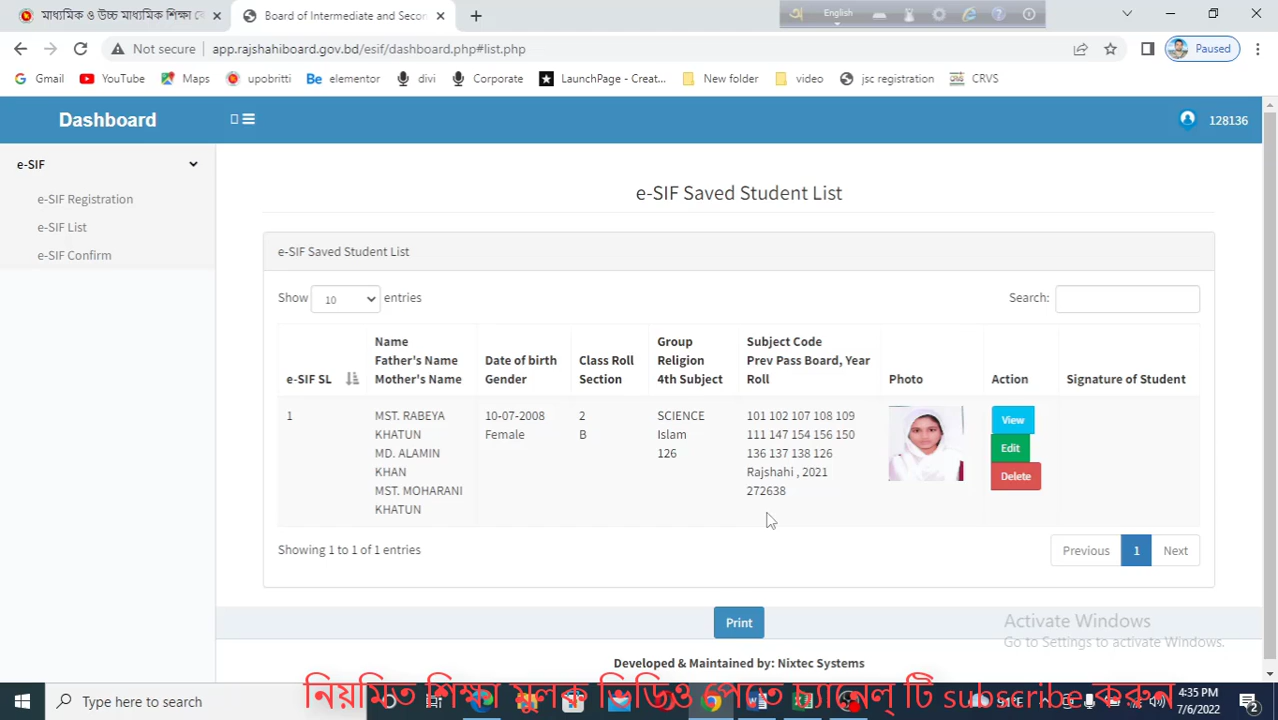 মাধ্যমিক ও উচ্চ মাধ্যমিক শিক্ষা বো
Board of Intermediate and Secon
English
Not secure
app.rajshahiboard.gov.bd/esif/dashboard.php#list.php
Paused
Gmail
YouTube
Maps
upobritti
elementor
divi
Corporate
LaunchPage - Creat...
New folder
video
jsc registration
CRVS
Dashboard
128136
e-SIF
e-SIF Registration
e-SIF List
e-SIF Confirm
e-SIF Saved Student List
e-SIF Saved Student List
Show 10 entries
Search:
e-SIF SL
Name
Father's Name
Mother's Name
Date of birth
Gender
Class Roll
Section
Group
Religion
4th Subject
Subject Code
Prev Pass Board, Year
Roll
Photo
Action
Signature of Student
1
MST. RABEYA
KHATUN
MD. ALAMIN
KHAN
MST. MOHARANI
KHATUN
10-07-2008
Female
2
B
SCIENCE
Islam
126
101 102 107 108 109
111 147 154 156 150
136 137 138 126
Rajshahi , 2021
272638
View
Edit
Delete
Showing 1 to 1 of 1 entries
Previous
1
Next
Print
Activate Windows
Go to Settings to activate Windows.
Developed & Maintained by: Nixtec Systems
নিয়মিত শিক্ষা মুলক ভিডিও পেতে চ্যানেল্ টি subscribe করুন
Type here to search
91°F
4:35 PM
7/6/2022
2